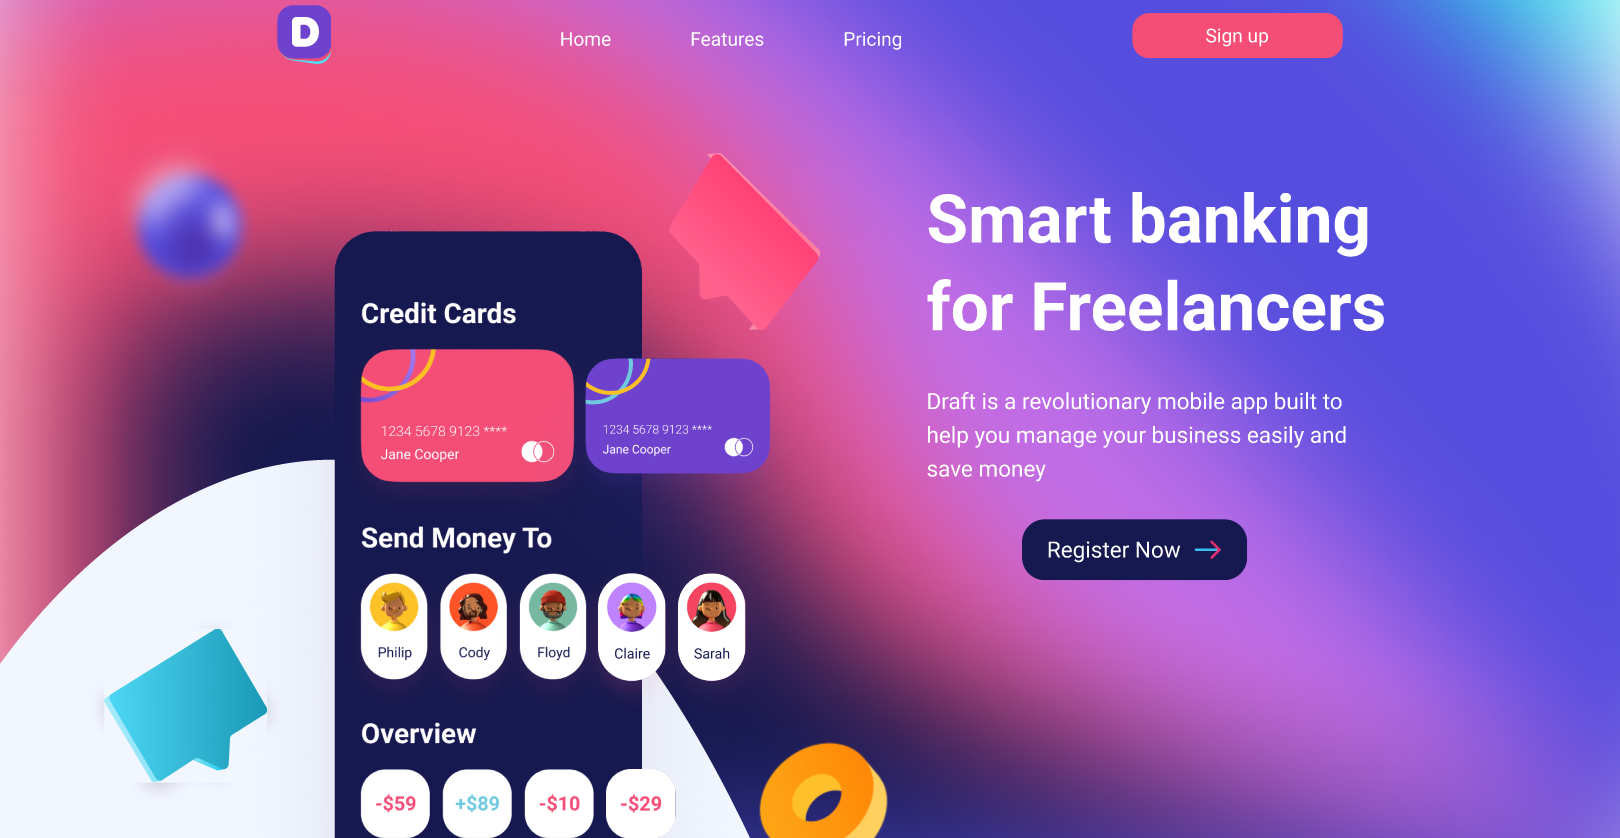 D
Home
Features
Pricing
Sign up
Smart banking
for Freelancers
Draft is a revolutionary mobile app built to
help you manage your business easily and
save money
Register Now
Credit Cards
1234 5678 9123 ****
Jane Cooper
1234 5678 9123 ****
Jane Cooper
Send Money To
Philip
Cody
Floyd
Claire
Sarah
Overview
-$59
+$89
-$10
-$29